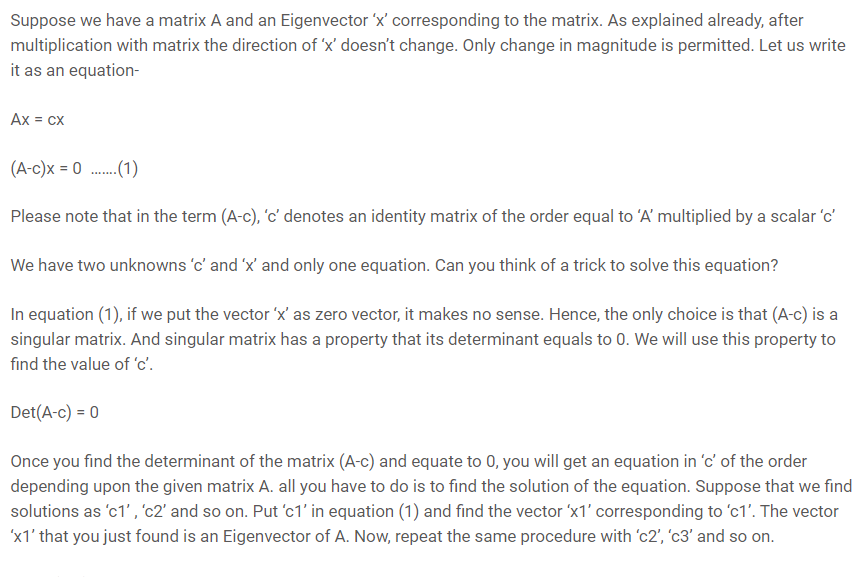 Suppose we have a matrix A and an Eigenvector ‘x’ corresponding to the matrix. As explained already, after
multiplication with matrix the direction of ‘x’ doesn’t change. Only change in magnitude is permitted. Let us write
it as an equation-
Ax = cx
(A-c)x = 0 …….(1)
Please note that in the term (A-c), ‘c’ denotes an identity matrix of the order equal to ‘A’ multiplied by a scalar ‘c’
We have two unknowns ‘c’ and ‘x’ and only one equation. Can you think of a trick to solve this equation?
In equation (1), if we put the vector ‘x’ as zero vector, it makes no sense. Hence, the only choice is that (A-c) is a
singular matrix. And singular matrix has a property that its determinant equals to 0. We will use this property to
find the value of ‘c’.
Det(A-c) = 0
Once you find the determinant of the matrix (A-c) and equate to 0, you will get an equation in ‘c’ of the order
depending upon the given matrix A. all you have to do is to find the solution of the equation. Suppose that we find
solutions as ‘c1’ , ‘c2’ and so on. Put ‘c1’ in equation (1) and find the vector ‘x1’ corresponding to ‘c1’. The vector
‘x1’ that you just found is an Eigenvector of A. Now, repeat the same procedure with ‘c2’, ‘c3’ and so on.